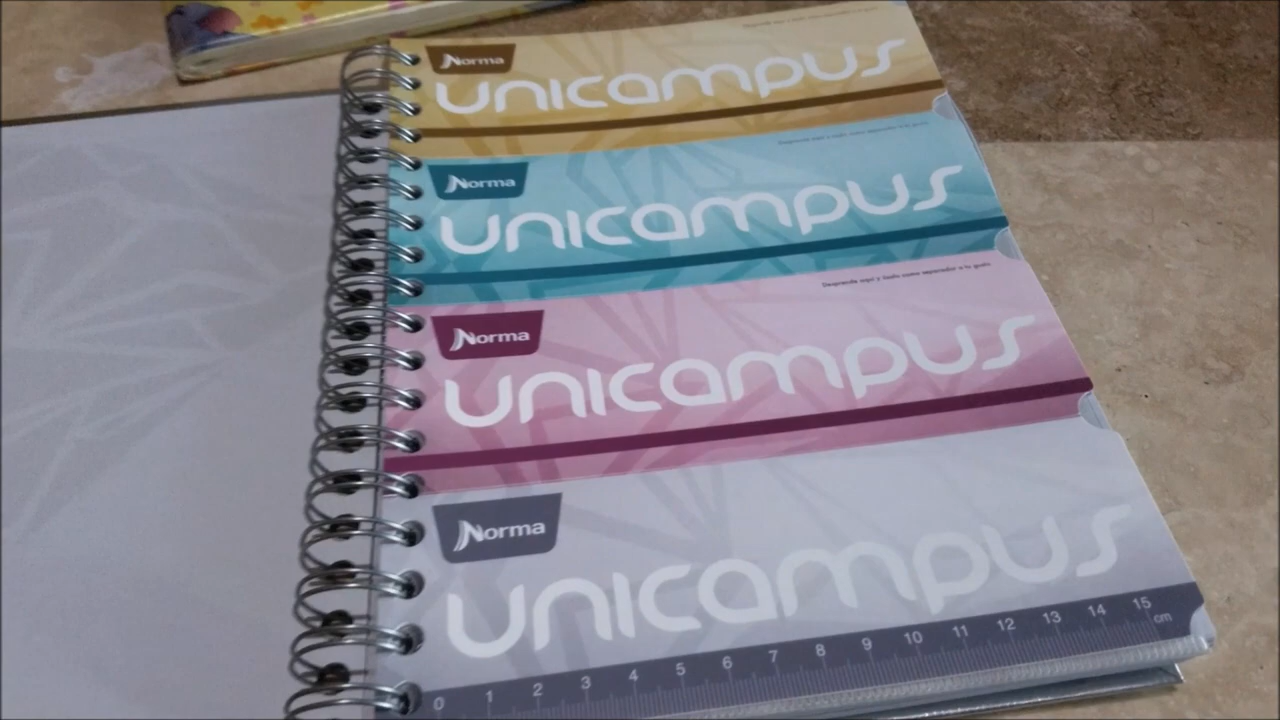 Norma
unicampus
Norma
unicampus
Desprende aquí y úsalo como separador a tu gusto
Norma
unicampus
Norma
unicampus
0 1 2 3 4 5 6 7 8 9 10 11 12 13 14 15
cm